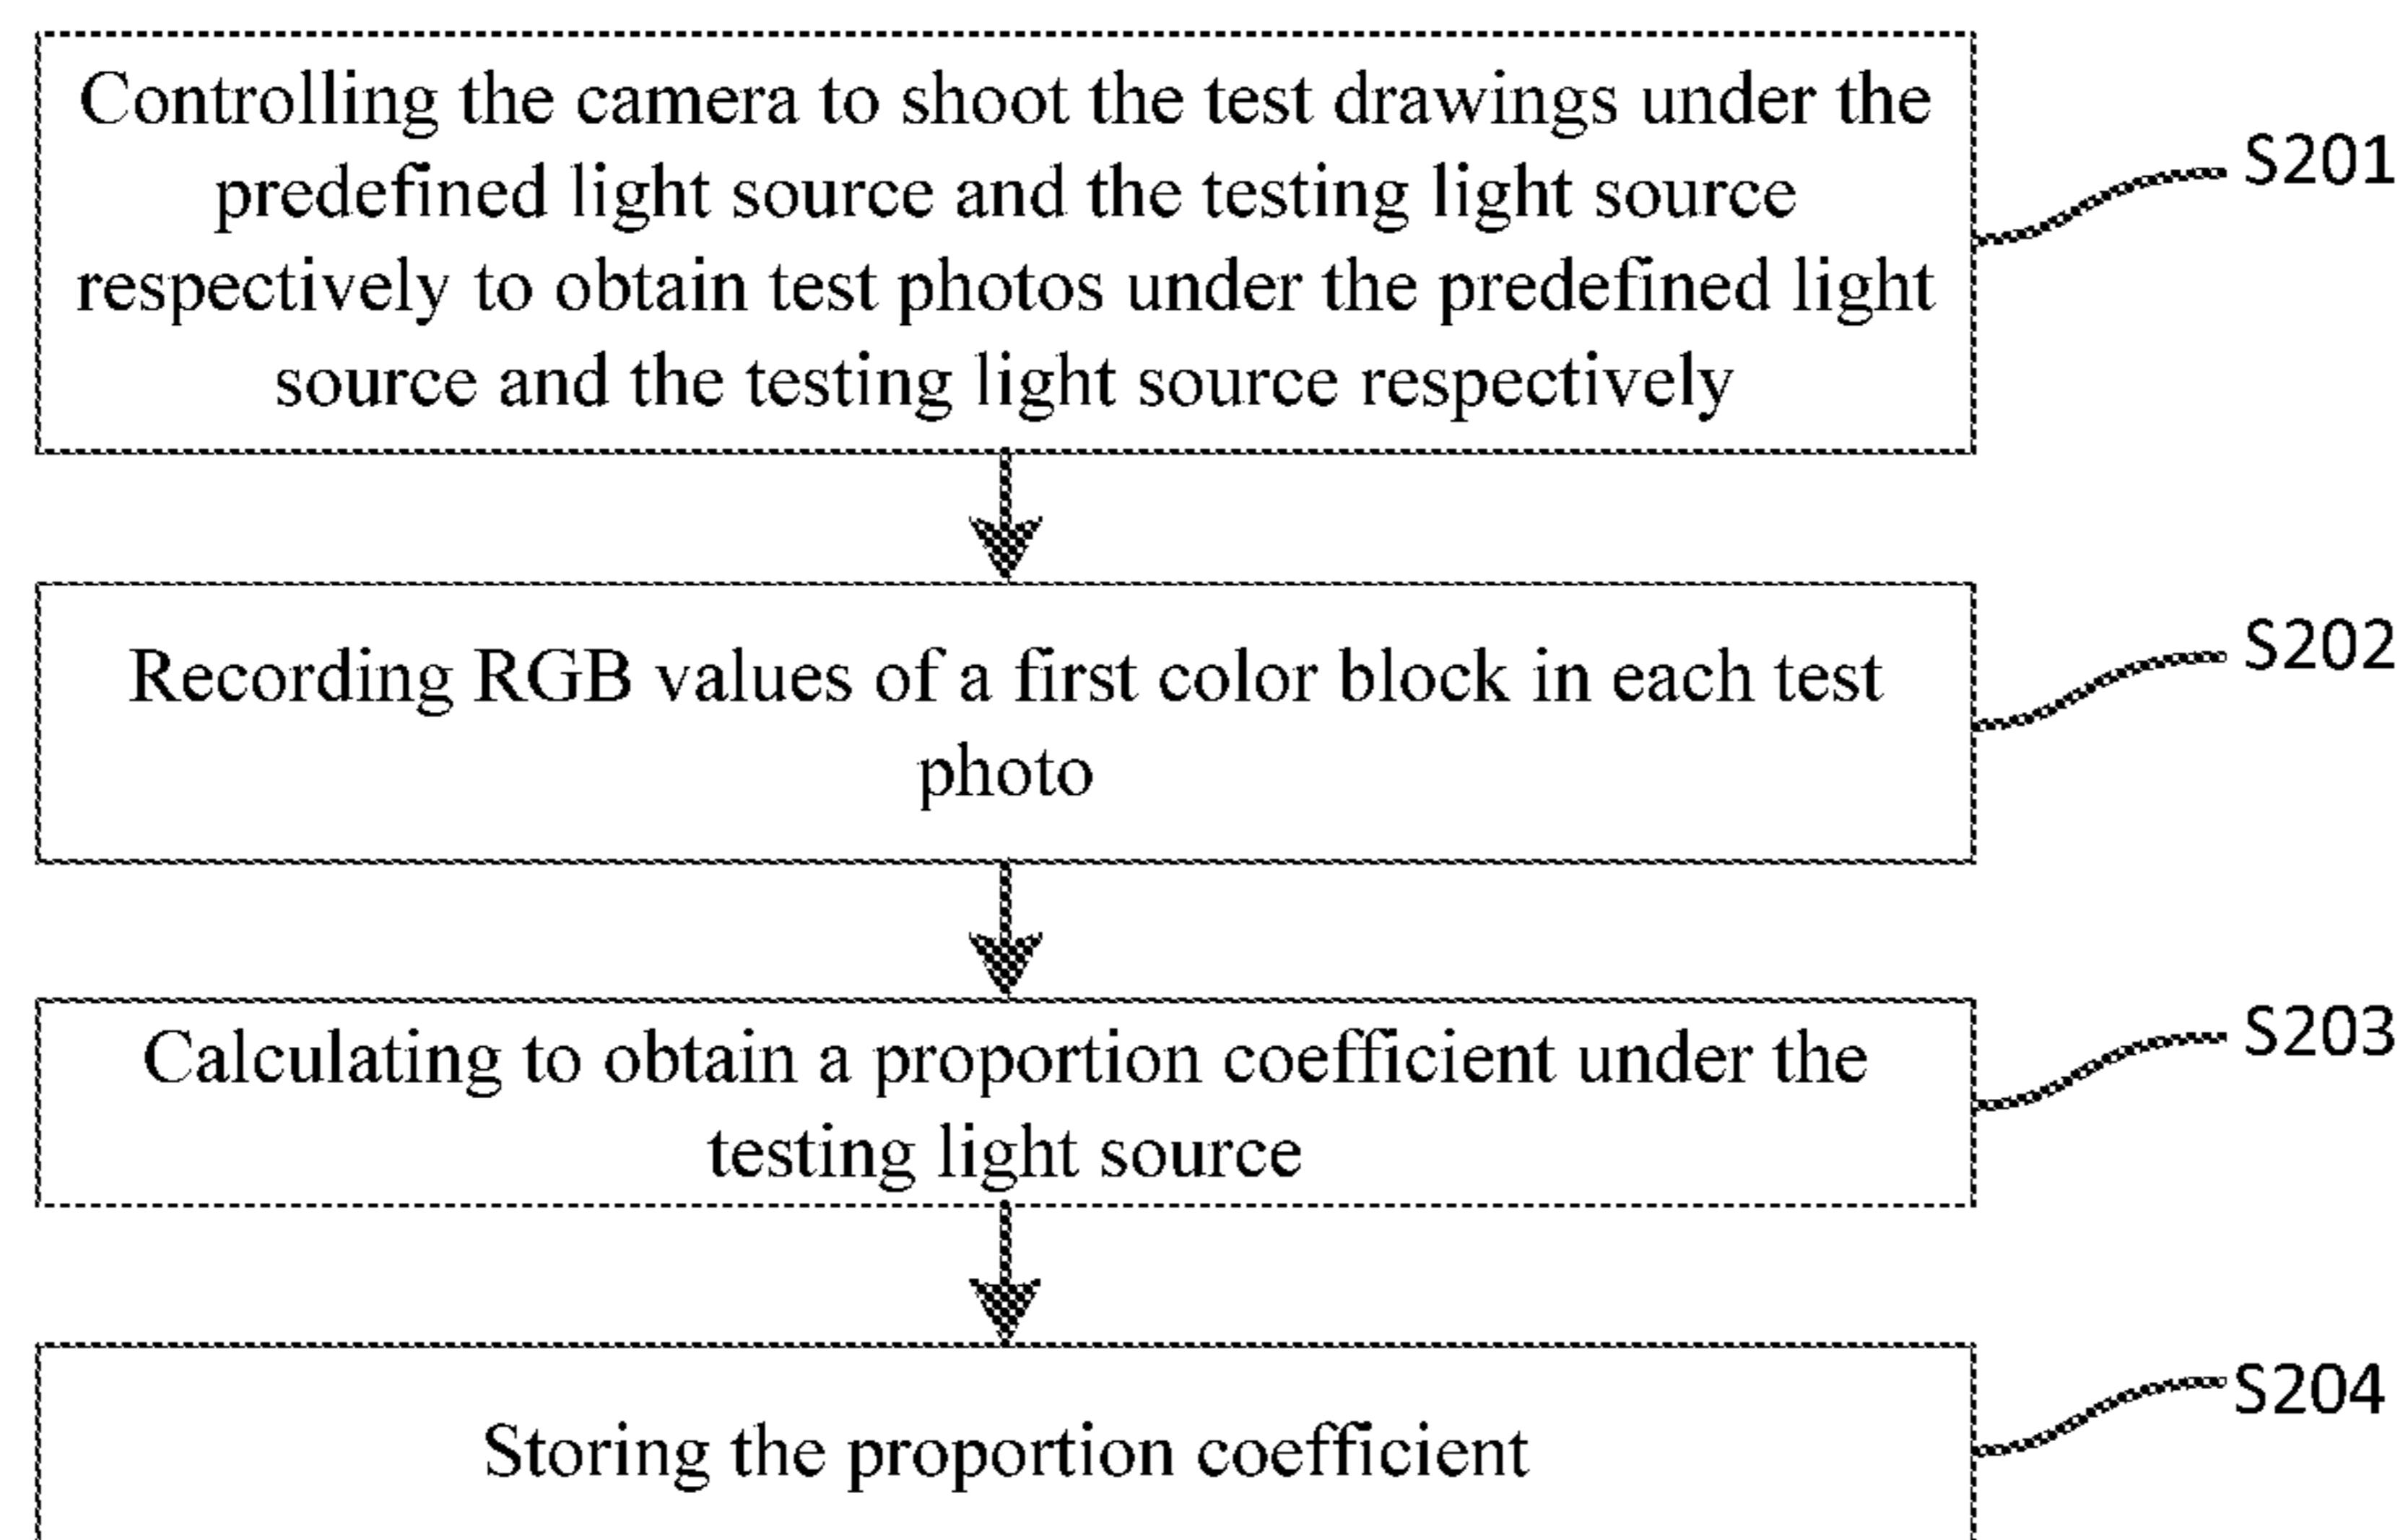 Controlling the camera to shoot the test drawings under the
predefined light source and the testing light source
respectively to obtain test photos under the predefined light
source and the testing light source respectively
S201
Recording RGB values of a first color block in each test
photo
S202
Calculating to obtain a proportion coefficient under the
testing light source
S203
Storing the proportion coefficient
S204